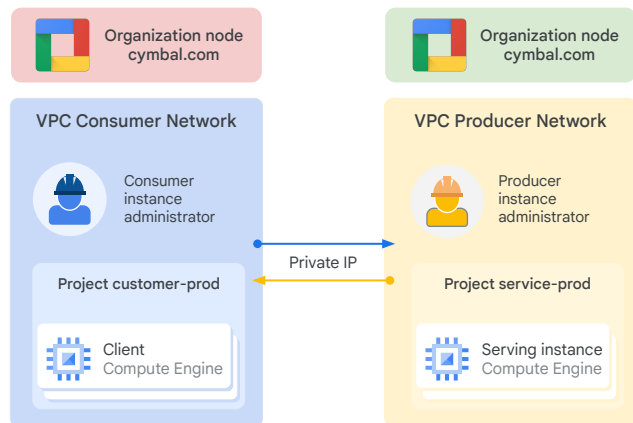 Organization node
cymbal.com
Organization node
cymbal.com
VPC Consumer Network
Consumer
instance
administrator
Project customer-prod
Client
Compute Engine
Private IP
VPC Producer Network
Producer
instance
administrator
Project service-prod
Serving instance
Compute Engine